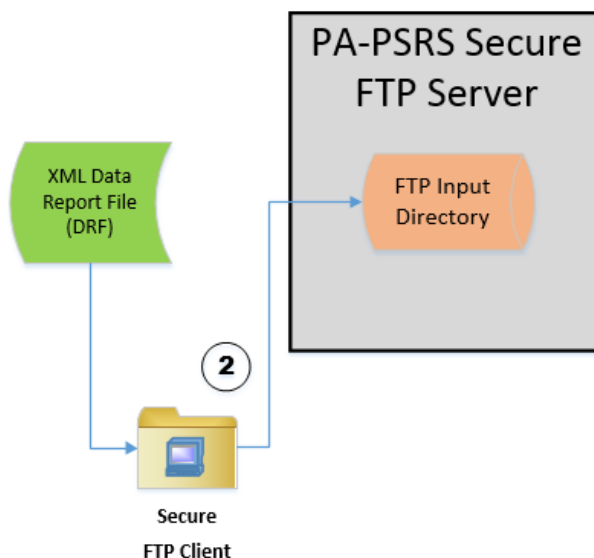 PA-PSRS Secure
FTP Server
XML Data
Report File
(DRF)
FTP Input
Directory
2
Secure
FTP Client